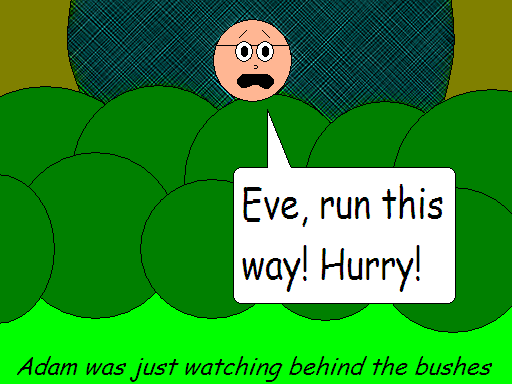 Eve, run this
way! Hurry!
Adam was just watching behind the bushes